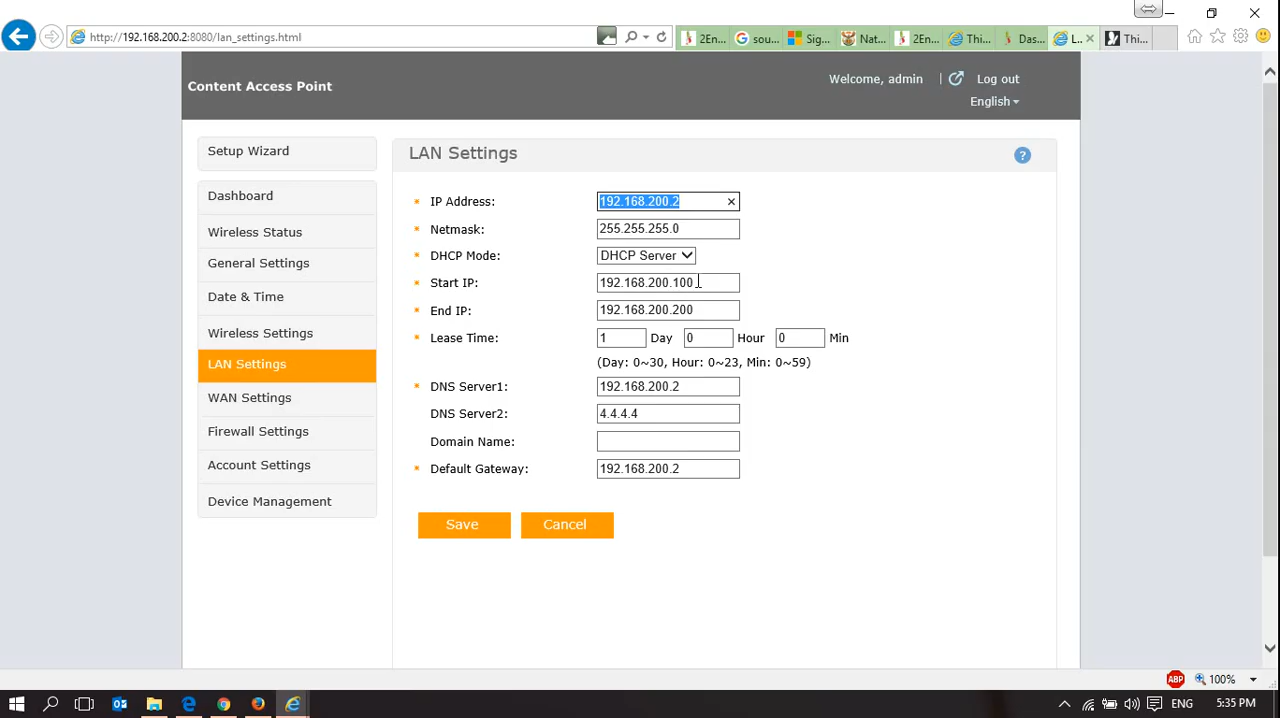 http://192.168.200.2:8080/lan_settings.html
2En...
sou...
Sig...
Nat...
2En...
Thi...
Das...
L...
Thi...
Content Access Point
Welcome, admin | Log out
English
Setup Wizard
Dashboard
Wireless Status
General Settings
Date & Time
Wireless Settings
LAN Settings
WAN Settings
Firewall Settings
Account Settings
Device Management
LAN Settings
?
* IP Address: 192.168.200.2
* Netmask: 255.255.255.0
* DHCP Mode: DHCP Server
* Start IP: 192.168.200.100
* End IP: 192.168.200.200
* Lease Time: 1 Day 0 Hour 0 Min
(Day: 0~30, Hour: 0~23, Min: 0~59)
* DNS Server1: 192.168.200.2
DNS Server2: 4.4.4.4
Domain Name:
* Default Gateway: 192.168.200.2
Save Cancel
ABP 100%
ENG 5:35 PM